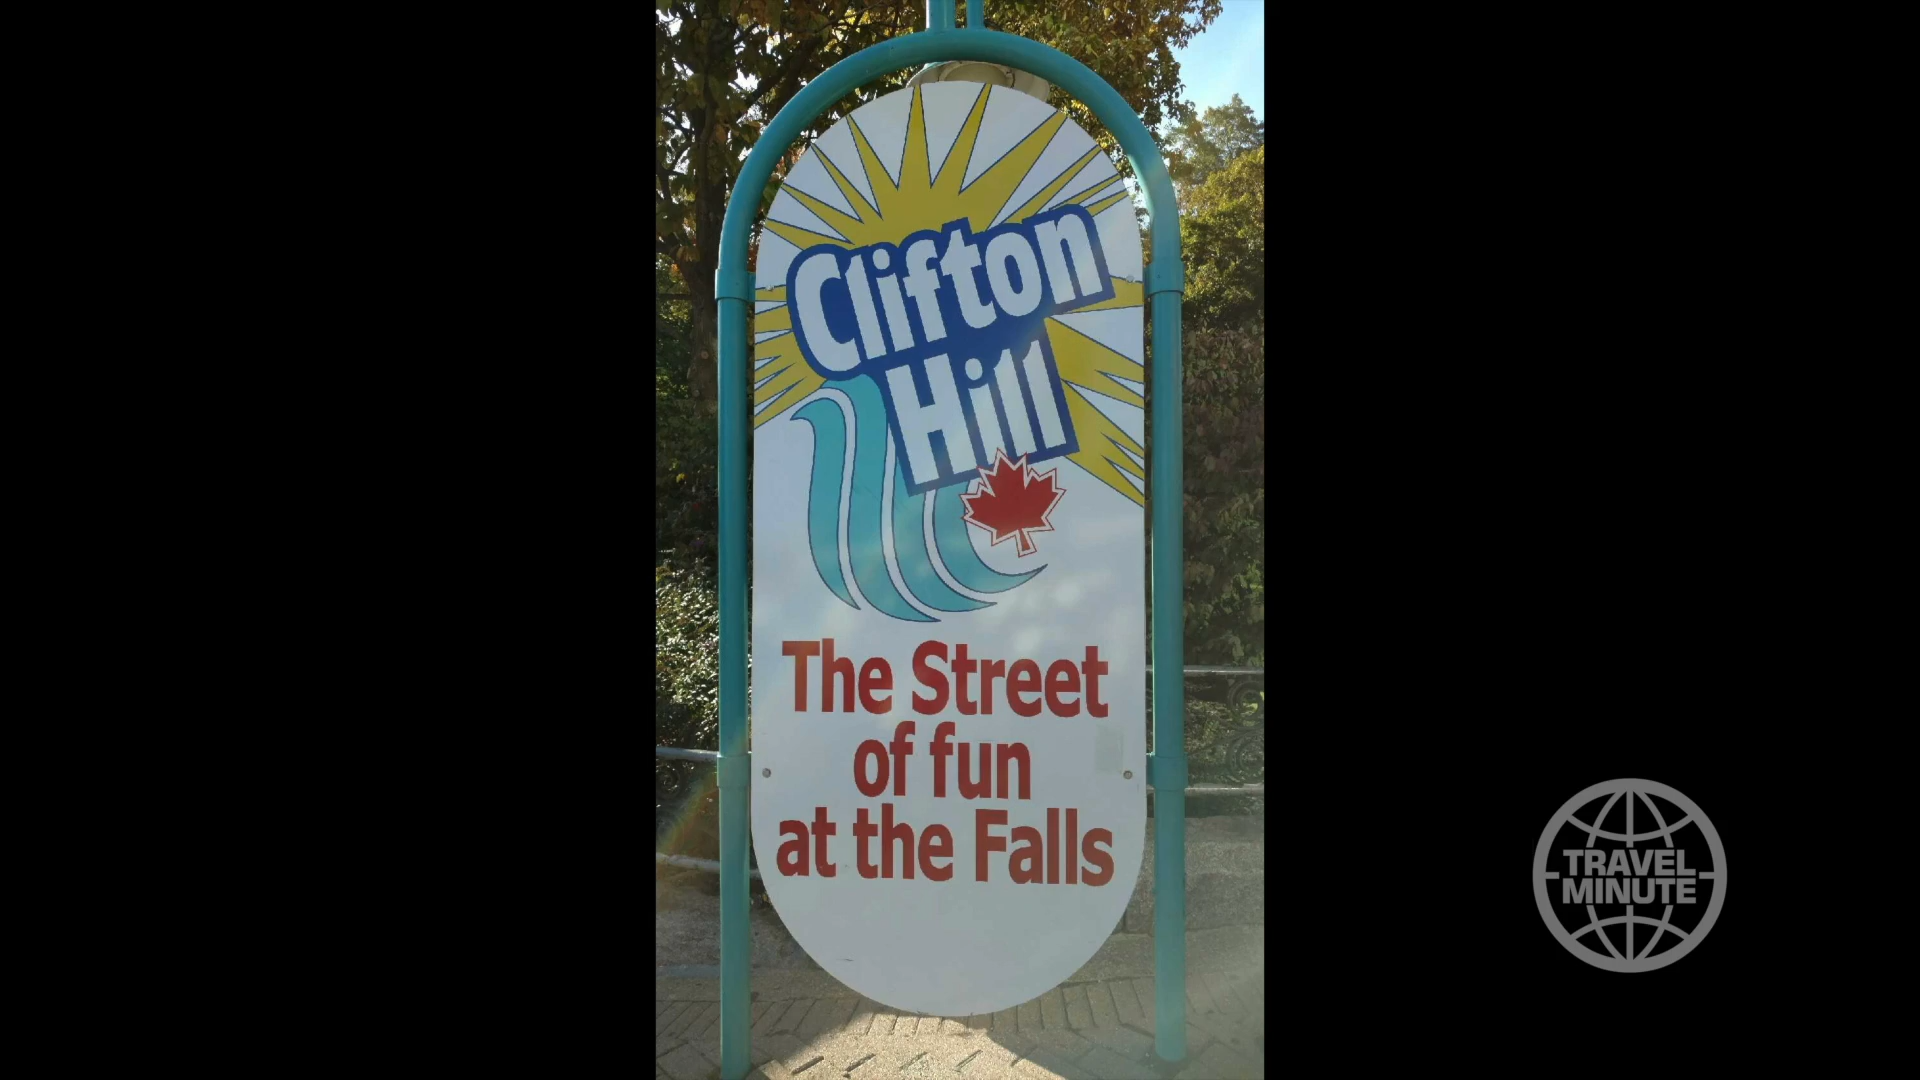 Clifton
Hill
The Street
of fun
at the Falls
TRAVEL
MINUTE